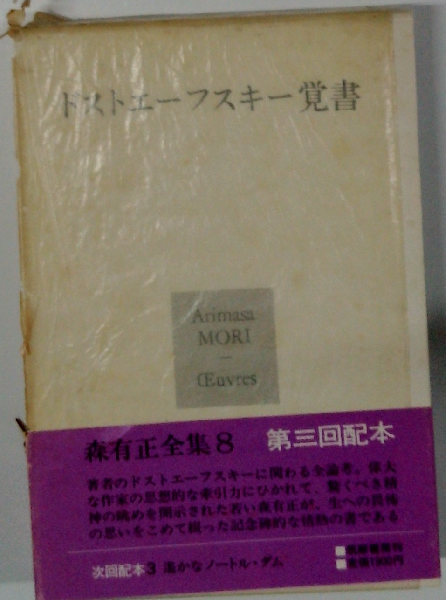 ドストエーフスキー覚書
Arimasa
MORI
—
Œuvres
森有正全集8 第三回配本
著者のドストエーフスキーに関わる全論考。偉大
な作家の思想的な牽引力にひかれて、驚くべき精
神の眺めを開示された若い森有正が、生への畏怖
の思いをこめて綴った記念碑的な情熱の書である
次回配本3 遙かなノートル・ダム
■筑摩書房刊
■定価1900円